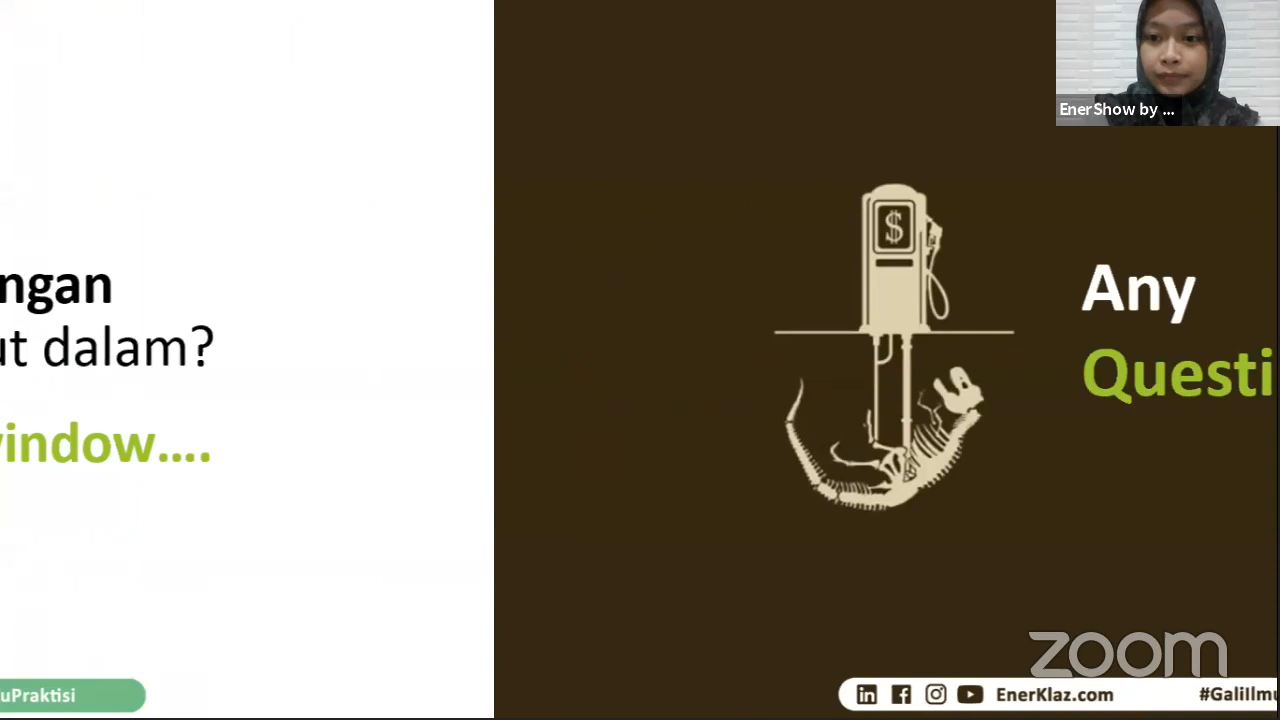 EnerShow by ...
ngan
ut dalam?
window....
$
Any
Questi
zoom
uPraktisi
EnerKlaz.com
#GaliIlmu